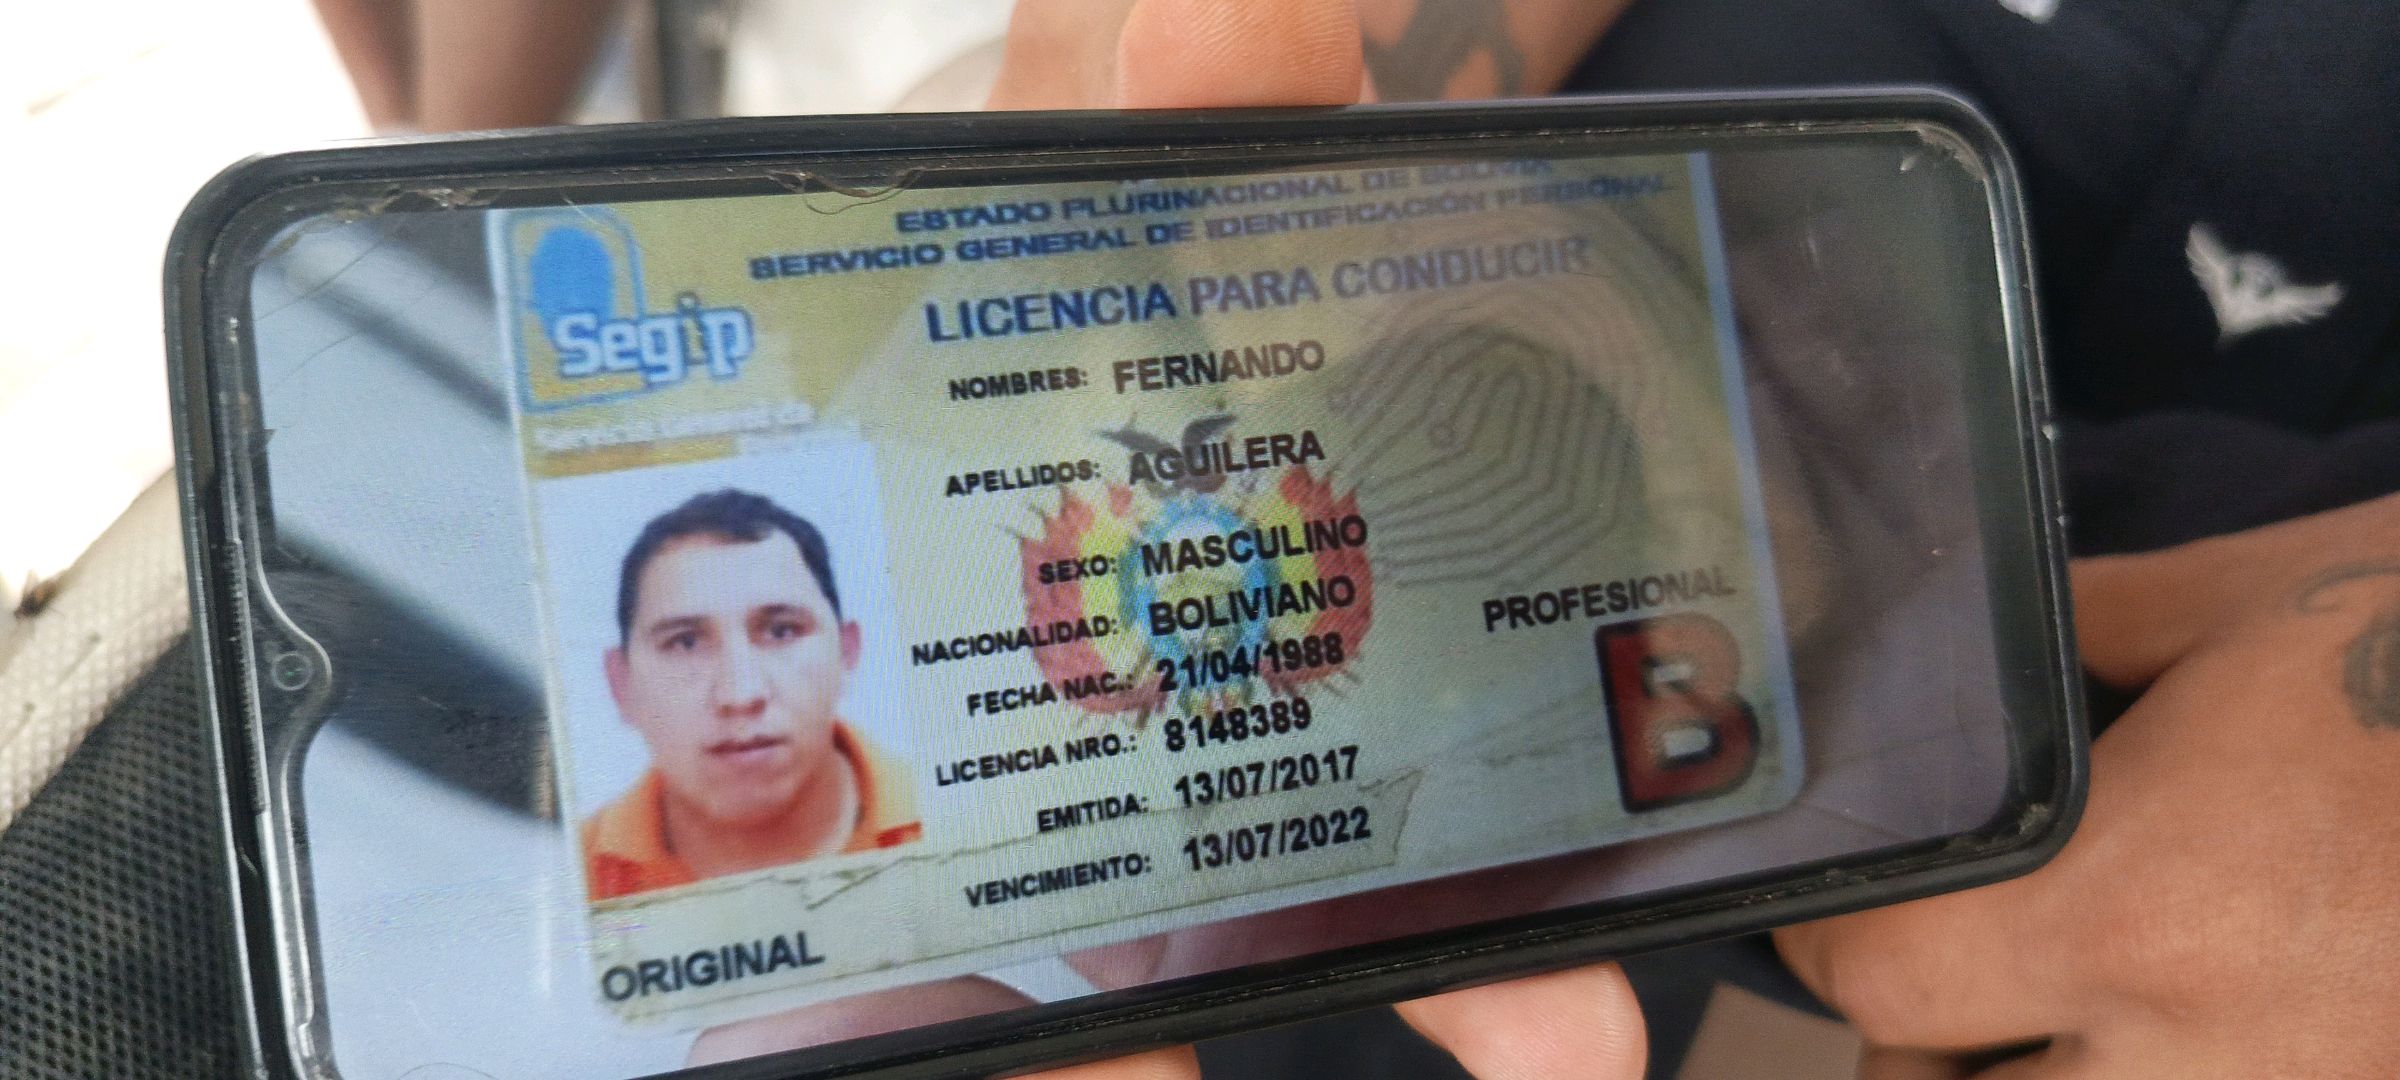 ESTADO PLURINACIONAL DE BOLIVIA
SERVICIO GENERAL DE IDENTIFICACIÓN PERSONAL
LICENCIA PARA CONDUCIR
Segip
Servicio General de
NOMBRES: FERNANDO
APELLIDOS: AGUILERA
SEXO: MASCULINO
NACIONALIDAD: BOLIVIANO
FECHA NAC.: 21/04/1988
LICENCIA NRO.: 8148389
EMITIDA: 13/07/2017
VENCIMIENTO: 13/07/2022
PROFESIONAL
B
ORIGINAL